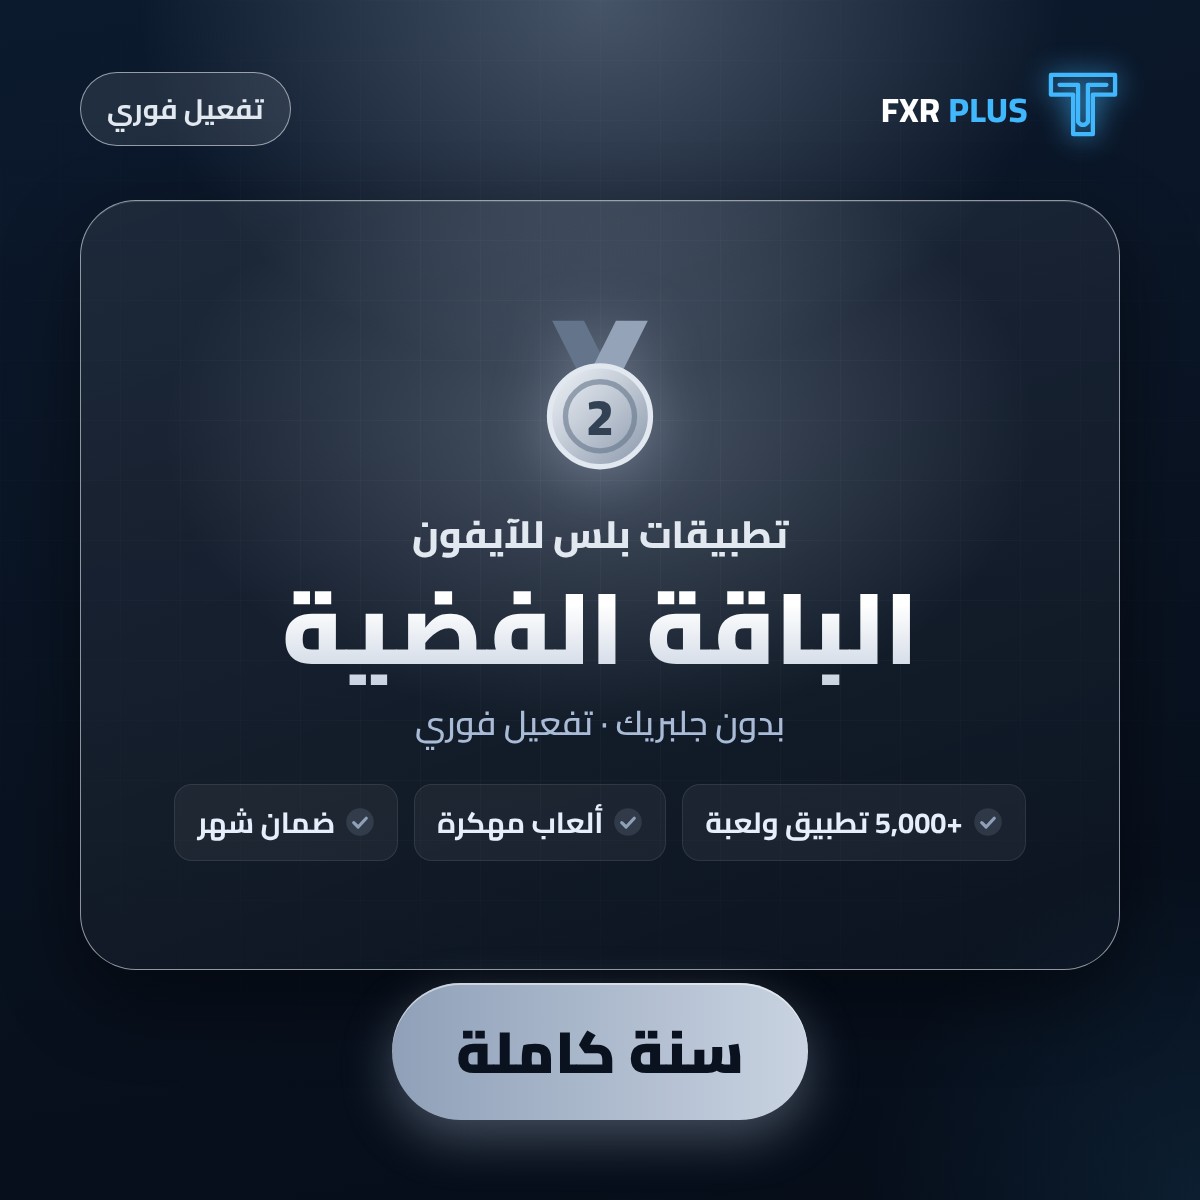 FXR PLUS
تفعيل فوري
2
تطبيقات بلس للآيفون
الباقة الفضية
بدون جلبريك · تفعيل فوري
+5,000 تطبيق ولعبة
ألعاب مهكرة
ضمان شهر
سنة كاملة